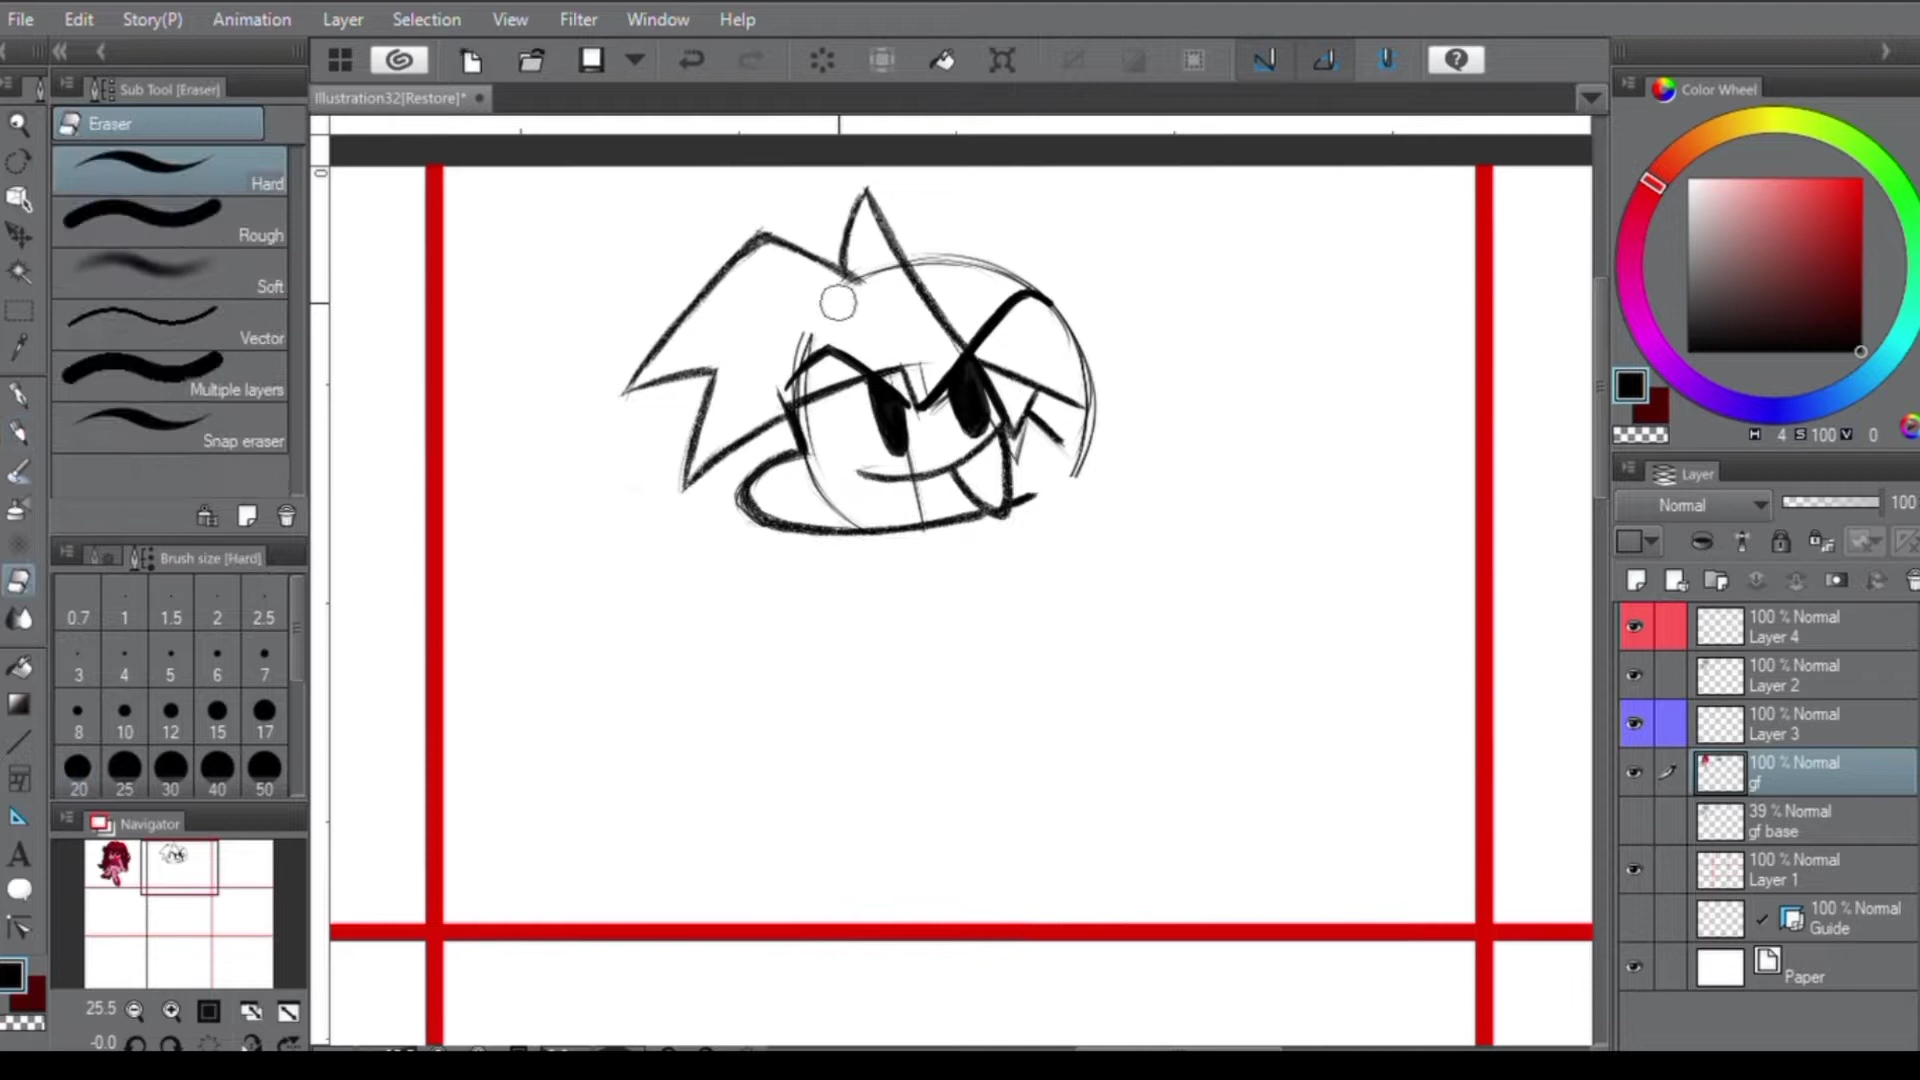 File Edit Story(P) Animation Layer Selection View Filter Window Help
Sub Tool [Eraser]
Illustration32[Restore]*
Color Wheel
Eraser
Hard
Rough
Soft
Vector
Multiple layers
Snap eraser
H 4 S 100 V 0
Layer
Normal 100
Brush size [Hard]
0.7 1 1.5 2 2.5
3 4 5 6 7
8 10 12 15 17
20 25 30 40 50
100 % Normal
Layer 4
100 % Normal
Layer 2
100 % Normal
Layer 3
100 % Normal
gf
39 % Normal
gf base
100 % Normal
Layer 1
100 % Normal
Guide
Paper
Navigator
25.5
-0.0
A
0